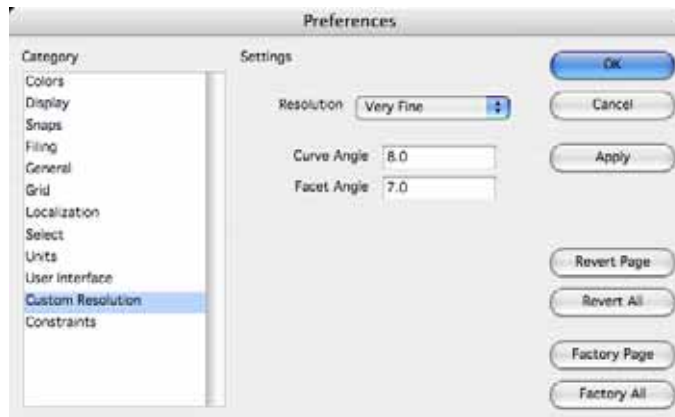 Preferences
Category
Colors
Display
Snaps
Filing
General
Grid
Localization
Select
Units
User Interface
Custom Resolution
Constraints
Settings
Resolution Very Fine
Curve Angle 8.0
Facet Angle 7.0
OK
Cancel
Apply
Revert Page
Revert All
Factory Page
Factory All